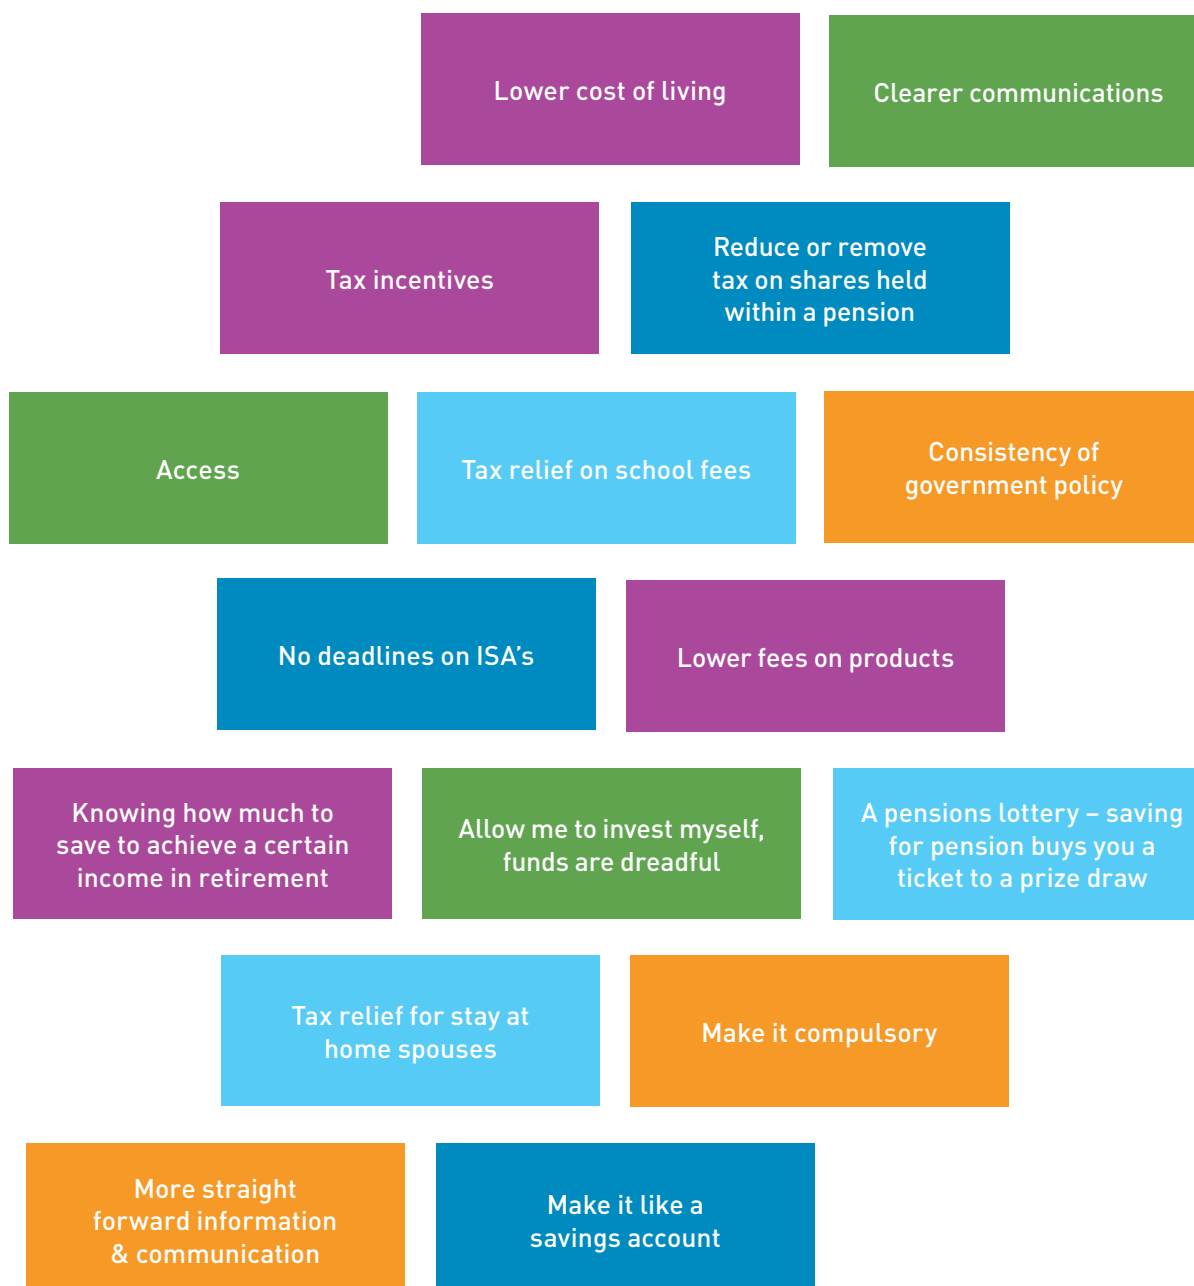 Lower cost of living
Clearer communications
Tax incentives
Reduce or remove
tax on shares held
within a pension
Access
Tax relief on school fees
Consistency of
government policy
No deadlines on ISA’s
Lower fees on products
Knowing how much to
save to achieve a certain
income in retirement
Allow me to invest myself,
funds are dreadful
A pensions lottery – saving
for pension buys you a
ticket to a prize draw
Tax relief for stay at
home spouses
Make it compulsory
More straight
forward information
& communication
Make it like a
savings account